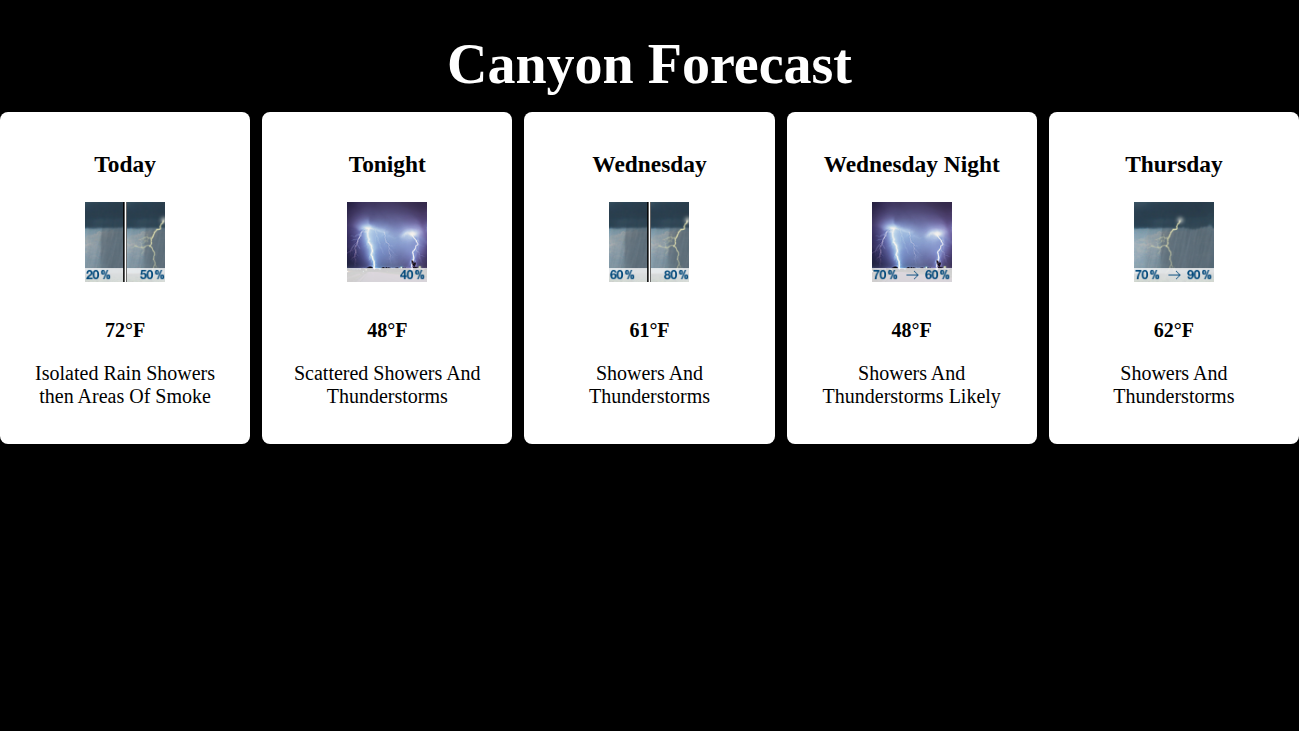 Canyon Forecast
Today
20% 50%
72°F
Isolated Rain Showers
then Areas Of Smoke
Tonight
40%
48°F
Scattered Showers And
Thunderstorms
Wednesday
60% 80%
61°F
Showers And
Thunderstorms
Wednesday Night
70% → 60%
48°F
Showers And
Thunderstorms Likely
Thursday
70% → 90%
62°F
Showers And
Thunderstorms